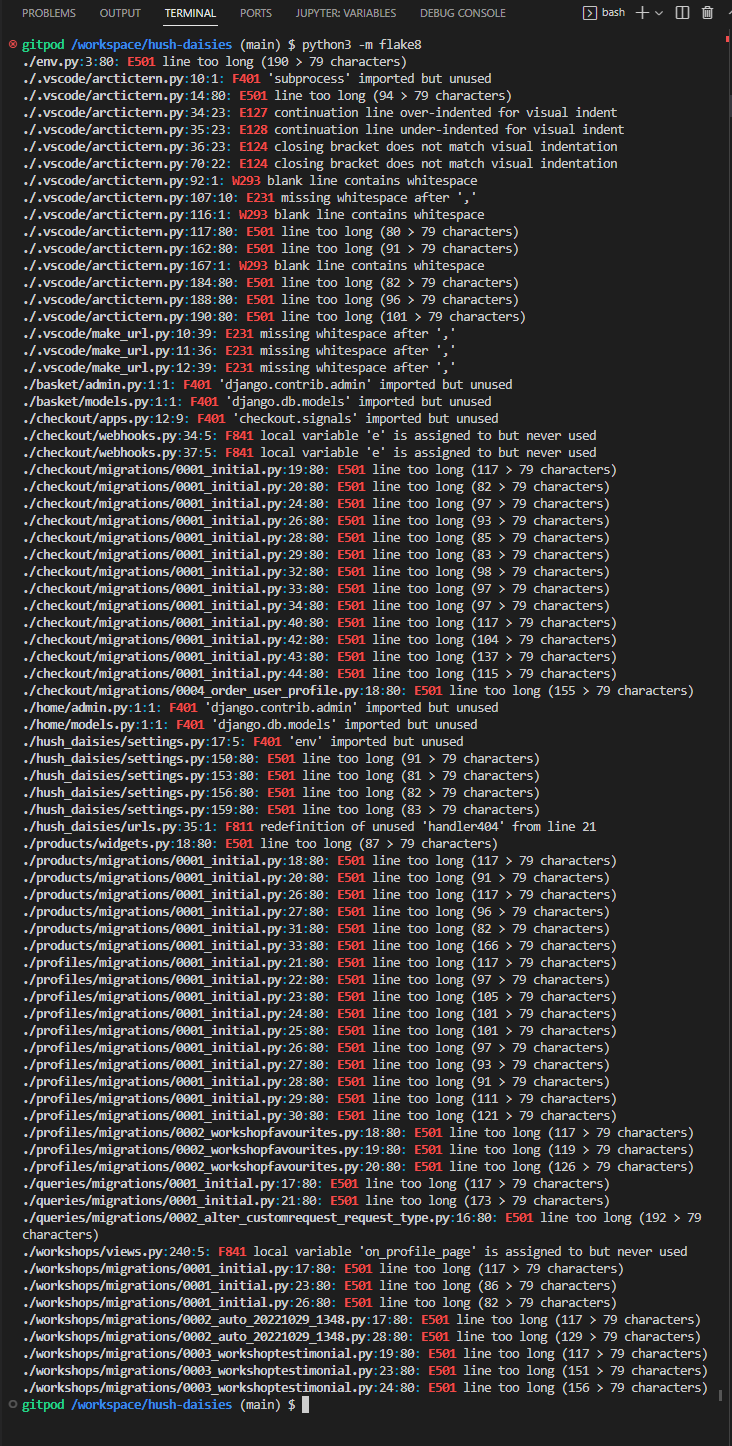 PROBLEMS OUTPUT TERMINAL PORTS JUPYTER: VARIABLES DEBUG CONSOLE bash
gitpod /workspace/hush-daisies (main) $ python3 -m flake8
./env.py:3:80: E501 line too long (190 > 79 characters)
./.vscode/arctictern.py:10:1: F401 'subprocess' imported but unused
./.vscode/arctictern.py:14:80: E501 line too long (94 > 79 characters)
./.vscode/arctictern.py:34:23: E127 continuation line over-indented for visual indent
./.vscode/arctictern.py:35:23: E128 continuation line under-indented for visual indent
./.vscode/arctictern.py:36:23: E124 closing bracket does not match visual indentation
./.vscode/arctictern.py:70:22: E124 closing bracket does not match visual indentation
./.vscode/arctictern.py:92:1: W293 blank line contains whitespace
./.vscode/arctictern.py:107:10: E231 missing whitespace after ','
./.vscode/arctictern.py:116:1: W293 blank line contains whitespace
./.vscode/arctictern.py:117:80: E501 line too long (80 > 79 characters)
./.vscode/arctictern.py:162:80: E501 line too long (91 > 79 characters)
./.vscode/arctictern.py:167:1: W293 blank line contains whitespace
./.vscode/arctictern.py:184:80: E501 line too long (82 > 79 characters)
./.vscode/arctictern.py:188:80: E501 line too long (96 > 79 characters)
./.vscode/arctictern.py:190:80: E501 line too long (101 > 79 characters)
./.vscode/make_url.py:10:39: E231 missing whitespace after ','
./.vscode/make_url.py:11:36: E231 missing whitespace after ','
./.vscode/make_url.py:12:39: E231 missing whitespace after ','
./basket/admin.py:1:1: F401 'django.contrib.admin' imported but unused
./basket/models.py:1:1: F401 'django.db.models' imported but unused
./checkout/apps.py:12:9: F401 'checkout.signals' imported but unused
./checkout/webhooks.py:34:5: F841 local variable 'e' is assigned to but never used
./checkout/webhooks.py:37:5: F841 local variable 'e' is assigned to but never used
./checkout/migrations/0001_initial.py:19:80: E501 line too long (117 > 79 characters)
./checkout/migrations/0001_initial.py:20:80: E501 line too long (82 > 79 characters)
./checkout/migrations/0001_initial.py:24:80: E501 line too long (97 > 79 characters)
./checkout/migrations/0001_initial.py:26:80: E501 line too long (93 > 79 characters)
./checkout/migrations/0001_initial.py:28:80: E501 line too long (85 > 79 characters)
./checkout/migrations/0001_initial.py:29:80: E501 line too long (83 > 79 characters)
./checkout/migrations/0001_initial.py:32:80: E501 line too long (98 > 79 characters)
./checkout/migrations/0001_initial.py:33:80: E501 line too long (97 > 79 characters)
./checkout/migrations/0001_initial.py:34:80: E501 line too long (97 > 79 characters)
./checkout/migrations/0001_initial.py:40:80: E501 line too long (117 > 79 characters)
./checkout/migrations/0001_initial.py:42:80: E501 line too long (104 > 79 characters)
./checkout/migrations/0001_initial.py:43:80: E501 line too long (137 > 79 characters)
./checkout/migrations/0001_initial.py:44:80: E501 line too long (115 > 79 characters)
./checkout/migrations/0004_order_user_profile.py:18:80: E501 line too long (155 > 79 characters)
./home/admin.py:1:1: F401 'django.contrib.admin' imported but unused
./home/models.py:1:1: F401 'django.db.models' imported but unused
./hush_daisies/settings.py:17:5: F401 'env' imported but unused
./hush_daisies/settings.py:150:80: E501 line too long (91 > 79 characters)
./hush_daisies/settings.py:153:80: E501 line too long (81 > 79 characters)
./hush_daisies/settings.py:156:80: E501 line too long (82 > 79 characters)
./hush_daisies/settings.py:159:80: E501 line too long (83 > 79 characters)
./hush_daisies/urls.py:35:1: F811 redefinition of unused 'handler404' from line 21
./products/widgets.py:18:80: E501 line too long (87 > 79 characters)
./products/migrations/0001_initial.py:18:80: E501 line too long (117 > 79 characters)
./products/migrations/0001_initial.py:20:80: E501 line too long (91 > 79 characters)
./products/migrations/0001_initial.py:26:80: E501 line too long (117 > 79 characters)
./products/migrations/0001_initial.py:27:80: E501 line too long (96 > 79 characters)
./products/migrations/0001_initial.py:31:80: E501 line too long (82 > 79 characters)
./products/migrations/0001_initial.py:33:80: E501 line too long (166 > 79 characters)
./profiles/migrations/0001_initial.py:21:80: E501 line too long (117 > 79 characters)
./profiles/migrations/0001_initial.py:22:80: E501 line too long (97 > 79 characters)
./profiles/migrations/0001_initial.py:23:80: E501 line too long (105 > 79 characters)
./profiles/migrations/0001_initial.py:24:80: E501 line too long (101 > 79 characters)
./profiles/migrations/0001_initial.py:25:80: E501 line too long (101 > 79 characters)
./profiles/migrations/0001_initial.py:26:80: E501 line too long (97 > 79 characters)
./profiles/migrations/0001_initial.py:27:80: E501 line too long (93 > 79 characters)
./profiles/migrations/0001_initial.py:28:80: E501 line too long (91 > 79 characters)
./profiles/migrations/0001_initial.py:29:80: E501 line too long (111 > 79 characters)
./profiles/migrations/0001_initial.py:30:80: E501 line too long (121 > 79 characters)
./profiles/migrations/0002_workshopfavourites.py:18:80: E501 line too long (117 > 79 characters)
./profiles/migrations/0002_workshopfavourites.py:19:80: E501 line too long (119 > 79 characters)
./profiles/migrations/0002_workshopfavourites.py:20:80: E501 line too long (126 > 79 characters)
./queries/migrations/0001_initial.py:17:80: E501 line too long (117 > 79 characters)
./queries/migrations/0001_initial.py:21:80: E501 line too long (173 > 79 characters)
./queries/migrations/0002_alter_customrequest_request_type.py:16:80: E501 line too long (192 > 79
characters)
./workshops/views.py:240:5: F841 local variable 'on_profile_page' is assigned to but never used
./workshops/migrations/0001_initial.py:17:80: E501 line too long (117 > 79 characters)
./workshops/migrations/0001_initial.py:23:80: E501 line too long (86 > 79 characters)
./workshops/migrations/0001_initial.py:26:80: E501 line too long (82 > 79 characters)
./workshops/migrations/0002_auto_20221029_1348.py:17:80: E501 line too long (117 > 79 characters)
./workshops/migrations/0002_auto_20221029_1348.py:28:80: E501 line too long (129 > 79 characters)
./workshops/migrations/0003_workshoptestimonial.py:19:80: E501 line too long (117 > 79 characters)
./workshops/migrations/0003_workshoptestimonial.py:23:80: E501 line too long (151 > 79 characters)
./workshops/migrations/0003_workshoptestimonial.py:24:80: E501 line too long (156 > 79 characters)
gitpod /workspace/hush-daisies (main) $